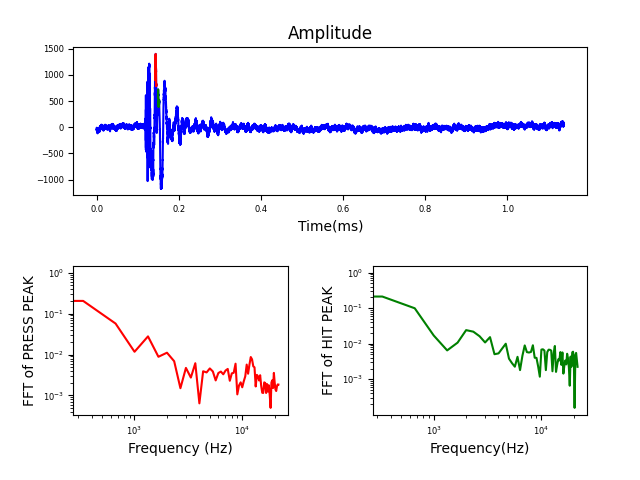 Amplitude
1500
1000
500
0
−500
−1000
0.0 0.2 0.4 0.6 0.8 1.0
Time(ms)
FFT of PRESS PEAK
10⁰
10⁻¹
10⁻²
10⁻³
10³ 10⁴
Frequency (Hz)
FFT of HIT PEAK
10⁰
10⁻¹
10⁻²
10⁻³
10³ 10⁴
Frequency(Hz)